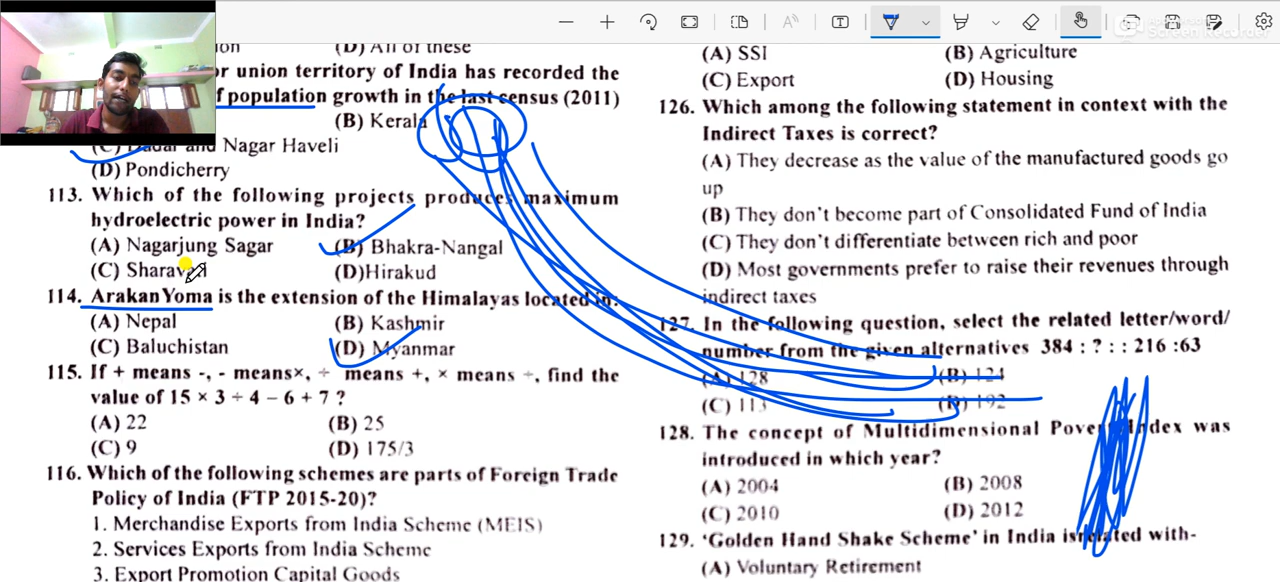 ion (D) All of these
or union territory of India has recorded the
f population growth in the last census (2011)
(B) Kerala
(C) Dadar and Nagar Haveli
(D) Pondicherry
113. Which of the following projects produces maximum
hydroelectric power in India?
(A) Nagarjung Sagar (B) Bhakra-Nangal
(C) Sharavati (D)Hirakud
114. Arakan Yoma is the extension of the Himalayas located in:
(A) Nepal (B) Kashmir
(C) Baluchistan (D) Myanmar
115. If + means -, - means×, ÷ means +, × means ÷, find the
value of 15 × 3 ÷ 4 – 6 + 7 ?
(A) 22 (B) 25
(C) 9 (D) 175/3
116. Which of the following schemes are parts of Foreign Trade
Policy of India (FTP 2015-20)?
1. Merchandise Exports from India Scheme (MEIS)
2. Services Exports from India Scheme
3. Export Promotion Capital Goods
(A) SSI (B) Agriculture
(C) Export (D) Housing
126. Which among the following statement in context with the
Indirect Taxes is correct?
(A) They decrease as the value of the manufactured goods go
up
(B) They don't become part of Consolidated Fund of India
(C) They don't differentiate between rich and poor
(D) Most governments prefer to raise their revenues through
indirect taxes
127. In the following question, select the related letter/word/
number from the given alternatives 384 : ? : : 216 :63
(A) 128 (B) 124
(C) 113 (D) 192
128. The concept of Multidimensional Poverty Index was
introduced in which year?
(A) 2004 (B) 2008
(C) 2010 (D) 2012
129. 'Golden Hand Shake Scheme' in India is related with-
(A) Voluntary Retirement
Screen Recorder